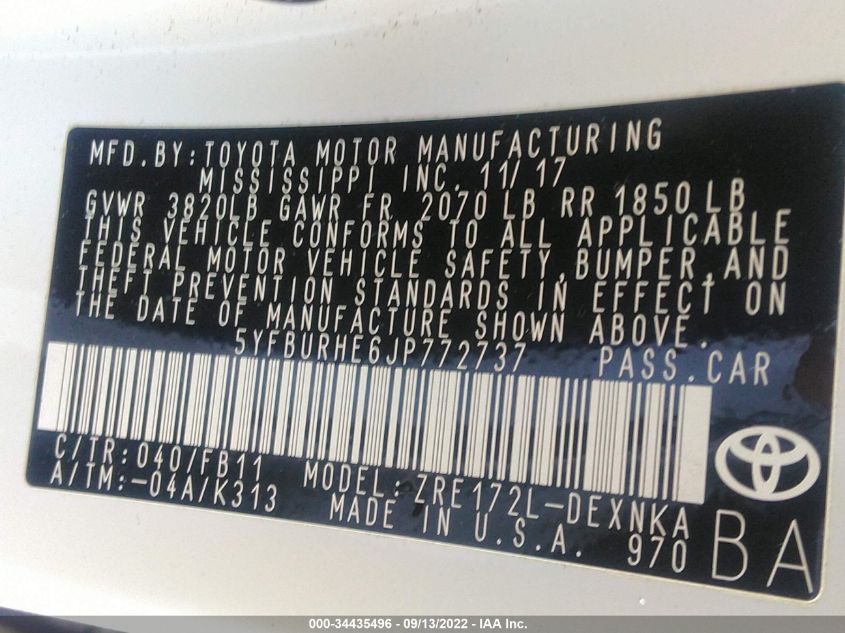 MFD.BY:TOYOTA MOTOR MANUFACTURING
MISSISSIPPI INC. 11/17
GVWR 3820LB GAWR FR 2070 LB RR 1850 LB
THIS VEHICLE CONFORMS TO ALL APPLICABLE
FEDERAL MOTOR VEHICLE SAFETY,BUMPER,AND
THEFT PREVENTION STANDARDS IN EFFECT ON
THE DATE OF MANUFACTURE SHOWN ABOVE.
5YFBURHE6JP772737 PASS.CAR
C/TR:040/FB11 MODEL:ZRE172L-DEXNKA
A/TM:-04A/K313 MADE IN U.S.A. 970
BA
000-34435496 - 09/13/2022 - IAA Inc.